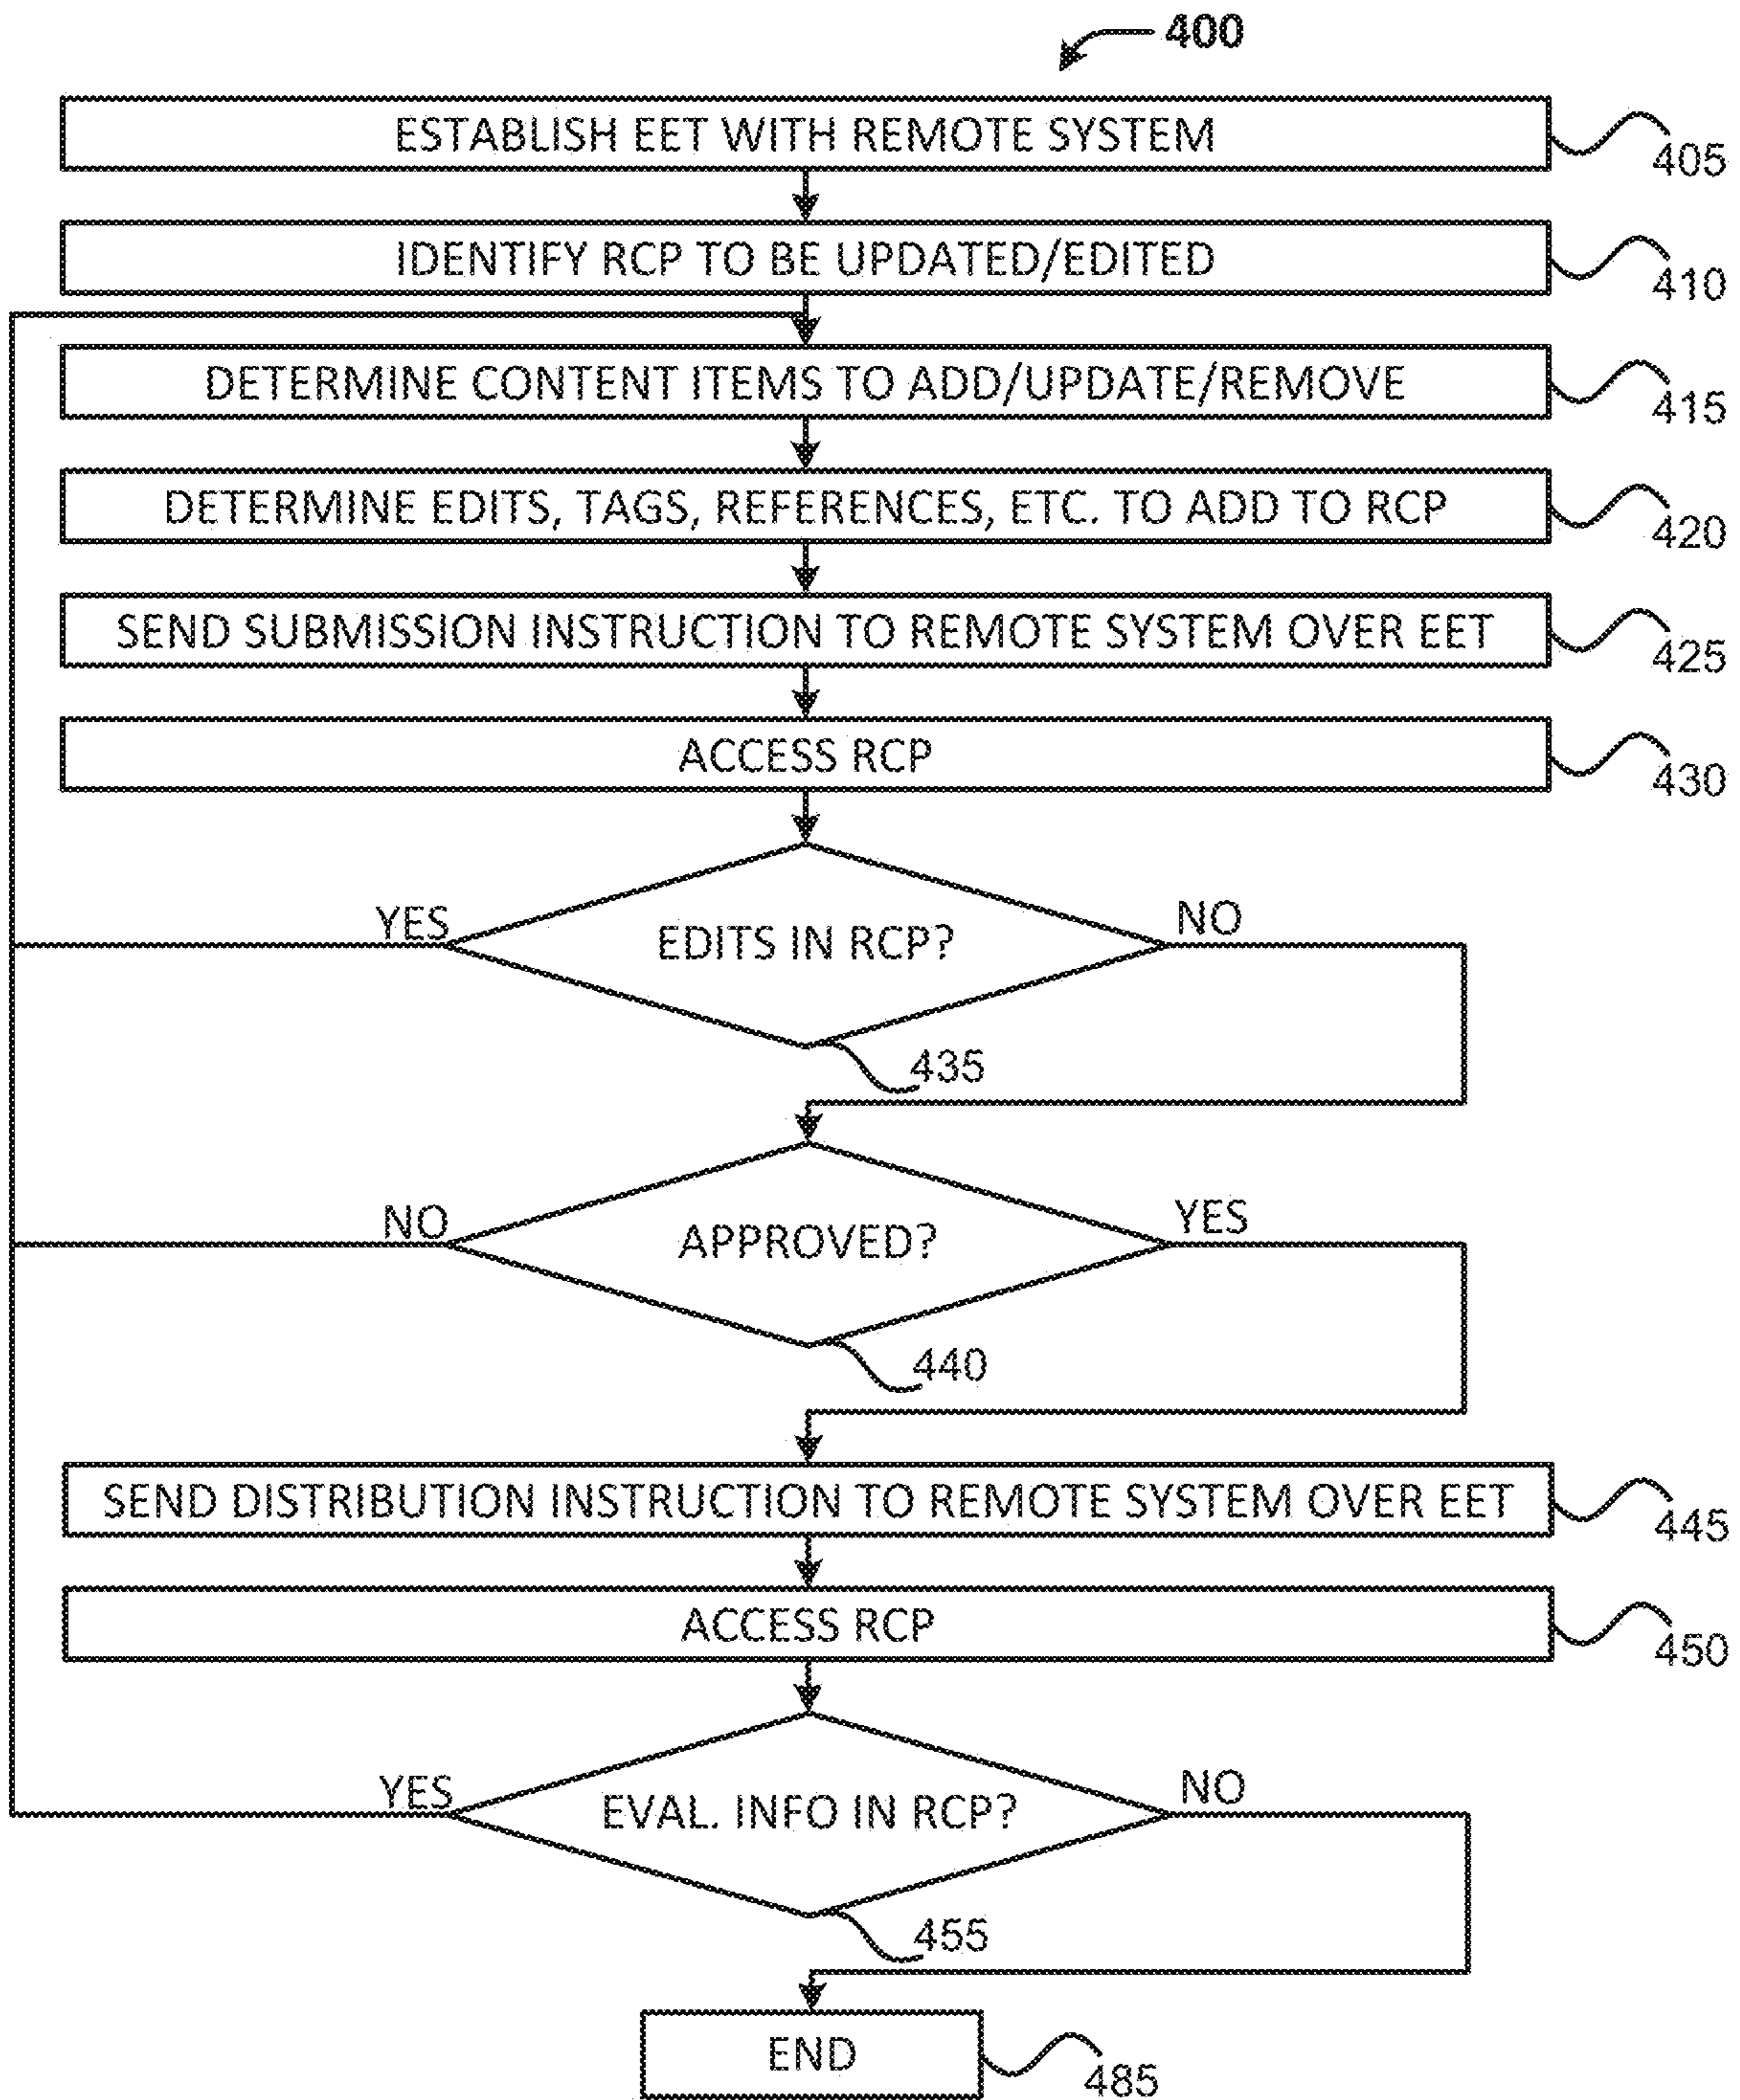 400
ESTABLISH EET WITH REMOTE SYSTEM
405
IDENTIFY RCP TO BE UPDATED/EDITED
410
DETERMINE CONTENT ITEMS TO ADD/UPDATE/REMOVE
415
DETERMINE EDITS, TAGS, REFERENCES, ETC. TO ADD TO RCP
420
SEND SUBMISSION INSTRUCTION TO REMOTE SYSTEM OVER EET
425
ACCESS RCP
430
YES
EDITS IN RCP?
NO
435
NO
APPROVED?
YES
440
SEND DISTRIBUTION INSTRUCTION TO REMOTE SYSTEM OVER EET
445
ACCESS RCP
450
YES
EVAL. INFO IN RCP?
NO
455
END
485